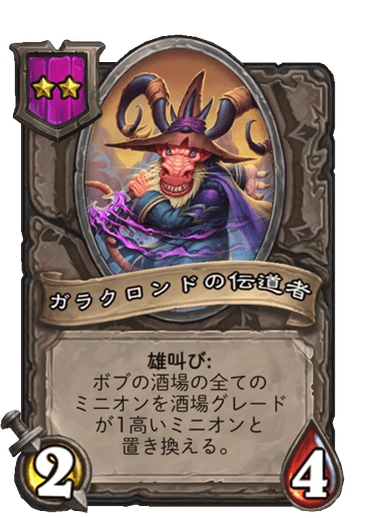 ガラクロンドの伝道者
雄叫び:
ボブの酒場の全ての
ミニオンを酒場グレード
が1高いミニオンと
置き換える。
2
4